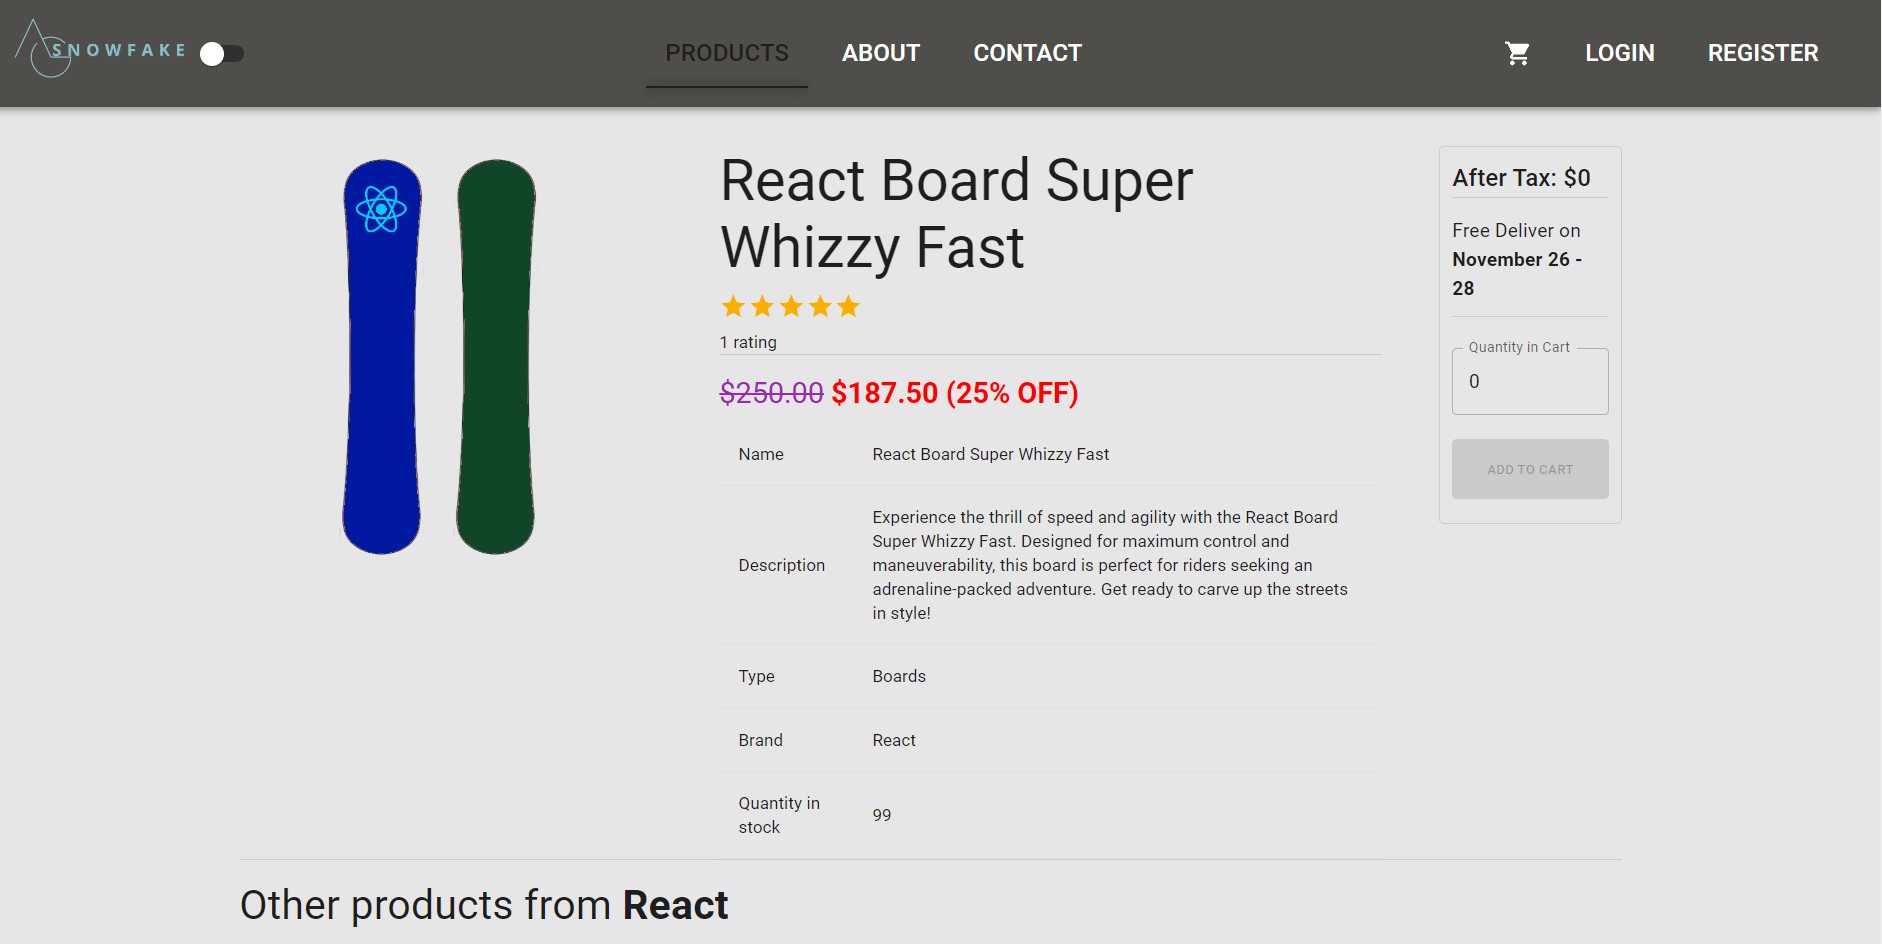 SNOWFAKE
PRODUCTS
ABOUT
CONTACT
LOGIN
REGISTER
React Board Super
Whizzy Fast
1 rating
$250.00 $187.50 (25% OFF)
Name
React Board Super Whizzy Fast
Description
Experience the thrill of speed and agility with the React Board
Super Whizzy Fast. Designed for maximum control and
maneuverability, this board is perfect for riders seeking an
adrenaline-packed adventure. Get ready to carve up the streets
in style!
Type
Boards
Brand
React
Quantity in
stock
99
After Tax: $0
Free Deliver on
November 26 -
28
Quantity in Cart
0
ADD TO CART
Other products from React